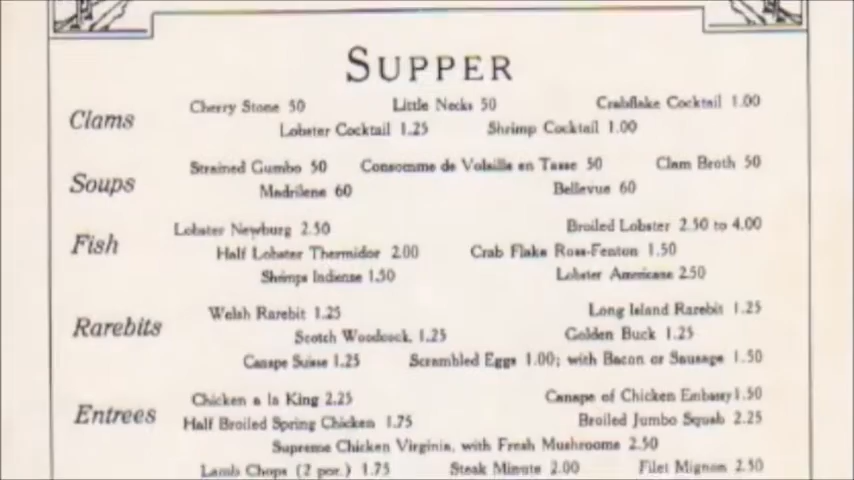 SUPPER
Clams
Cherry Stone 50 Little Necks 50 Crabflake Cocktail 1.00
Lobster Cocktail 1.25 Shrimp Cocktail 1.00
Soups
Strained Gumbo 50 Consomme de Volaille en Tasse 50 Clam Broth 50
Madrilene 60 Bellevue 60
Fish
Lobster Newburg 2.50 Broiled Lobster 2.50 to 4.00
Half Lobster Thermidor 2.00 Crab Flake Ross-Fenton 1.50
Shrimps Indienne 1.50 Lobster Americane 2.50
Rarebits
Welsh Rarebit 1.25 Long Island Rarebit 1.25
Scotch Woodcock 1.25 Golden Buck 1.25
Canape Suisse 1.25 Scrambled Eggs 1.00; with Bacon or Sausage 1.50
Entrees
Chicken a la King 2.25 Canape of Chicken Embassy 1.50
Half Broiled Spring Chicken 1.75 Broiled Jumbo Squab 2.25
Supreme Chicken Virginia, with Fresh Mushrooms 2.50
Lamb Chops (2 pcs.) 1.75 Steak Minute 2.00 Filet Mignon 2.50